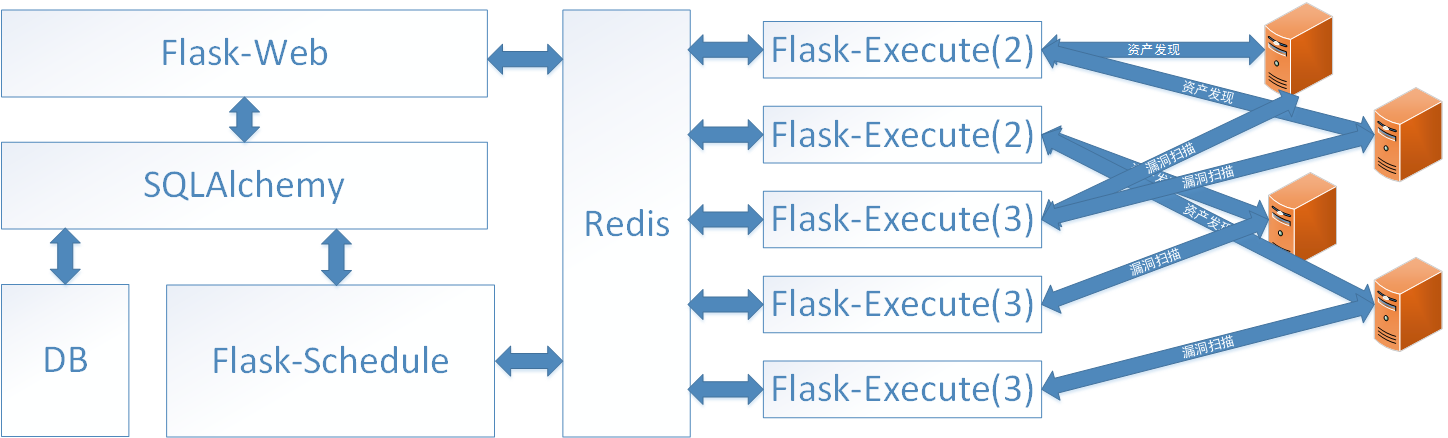 Flask-Web
SQLAlchemy
DB
Flask-Schedule
Redis
Flask-Execute(2)
Flask-Execute(2)
Flask-Execute(3)
Flask-Execute(3)
Flask-Execute(3)
资产发现
资产发现
漏洞扫描
漏洞扫描
资产发现
漏洞扫描
漏洞扫描